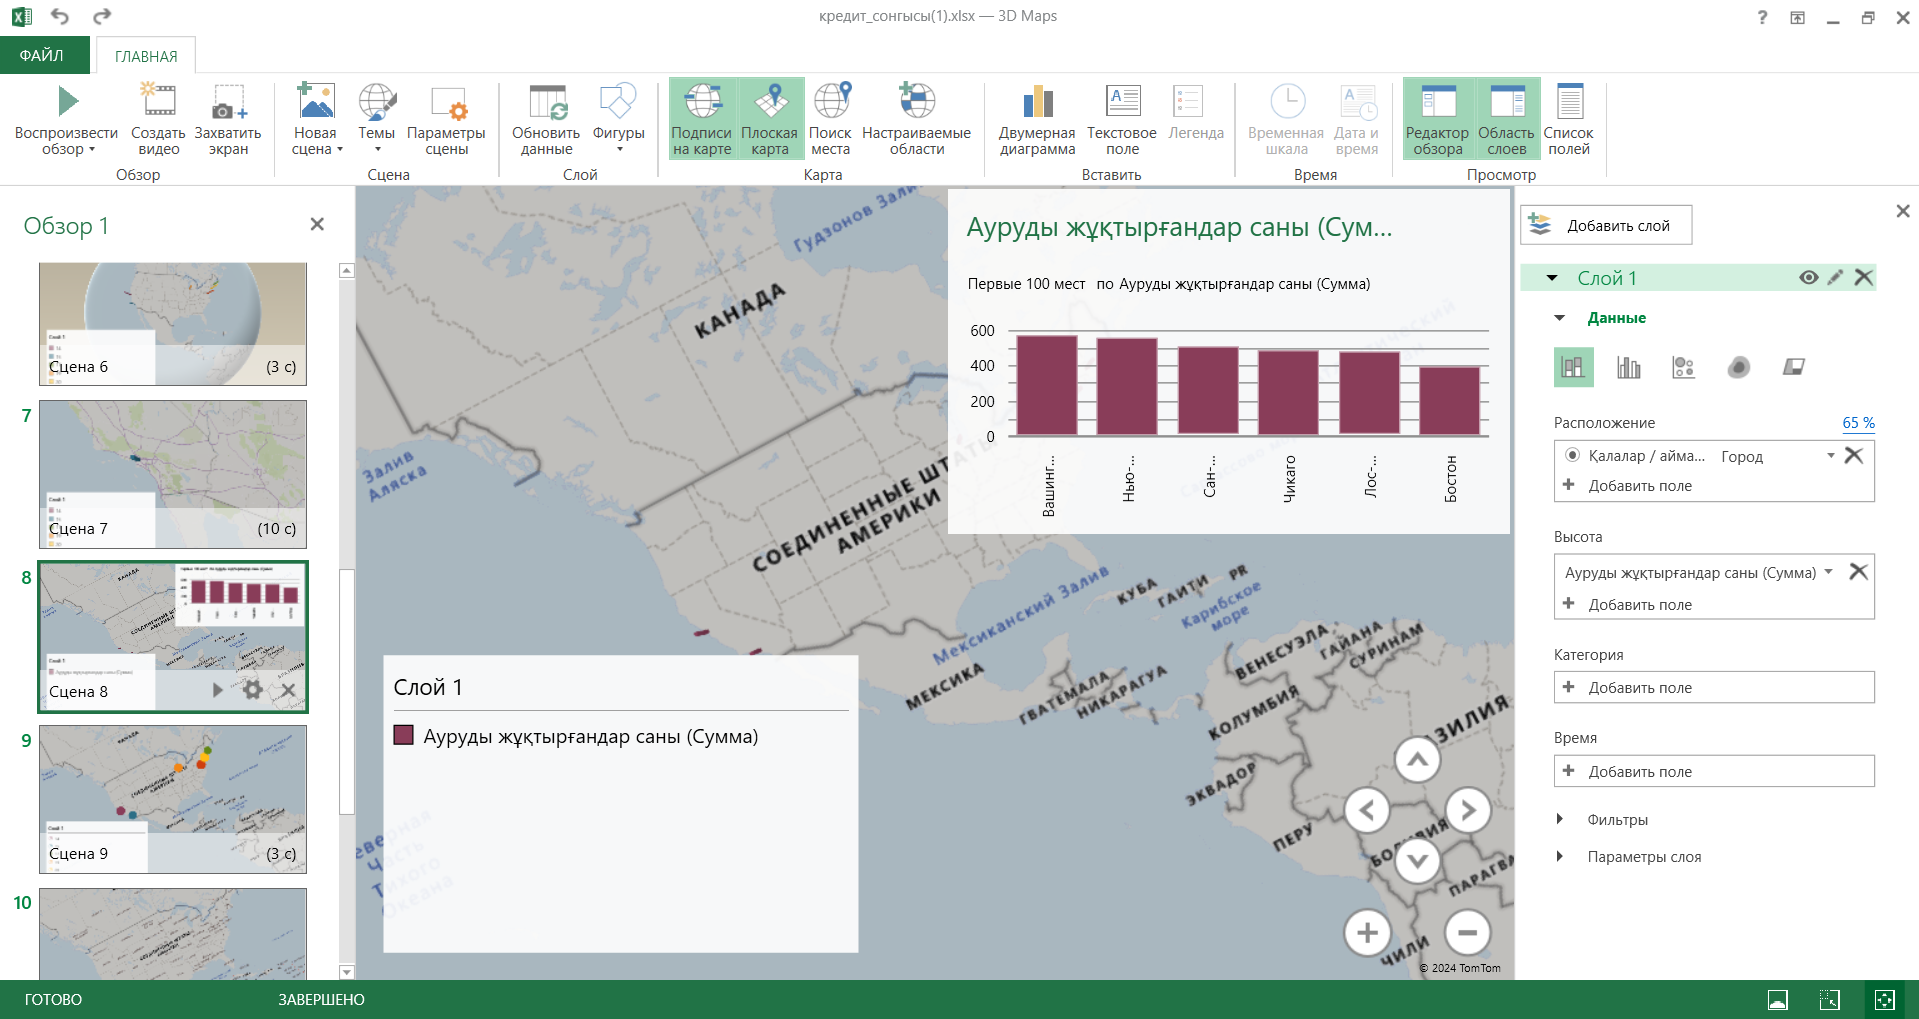 кредит_сонгысы(1).xlsx — 3D Maps
ФАЙЛ
ГЛАВНАЯ
Воспроизвести обзор
Создать видео
Захватить экран
Обзор
Новая сцена
Темы
Параметры сцены
Сцена
Обновить данные
Фигуры
Слой
Подписи на карте
Плоская карта
Поиск места
Настраиваемые области
Карта
Двумерная диаграмма
Текстовое поле
Легенда
Вставить
Временная шкала
Дата и время
Время
Редактор обзора
Область слоев
Список полей
Просмотр
Обзор 1
Сцена 6
(3 с)
7
Сцена 7
(10 с)
8
Сцена 8
9
Сцена 9
(3 с)
10
Гудзонов Залив
КАНАДА
Залив
Аляска
СОЕДИНЕННЫЕ ШТАТЫ
АМЕРИКИ
Мексиканский Залив
КУБА
ГАИТИ
PR
Карибское
море
МЕКСИКА
ГВАТЕМАЛА
НИКАРАГУА
ВЕНЕСУЭЛА
ГАЙАНА
СУРИНАМ
КОЛУМБИЯ
ЭКВАДОР
ПЕРУ
ЧИЛИ
Северная
Часть
Тихого
Океана
© 2024 TomTom
Ауруды жұқтырғандар саны (Сум...
Первые 100 мест по Ауруды жұқтырғандар саны (Сумма)
600
400
200
0
Вашинг...
Нью-...
Сан-...
Чикаго
Лос-...
Бостон
Слой 1
Ауруды жұқтырғандар саны (Сумма)
Добавить слой
Слой 1
Данные
Расположение
65 %
Қалалар / айма...
Город
Добавить поле
Высота
Ауруды жұқтырғандар саны (Сумма)
Добавить поле
Категория
Добавить поле
Время
Добавить поле
Фильтры
Параметры слоя
ГОТОВО
ЗАВЕРШЕНО